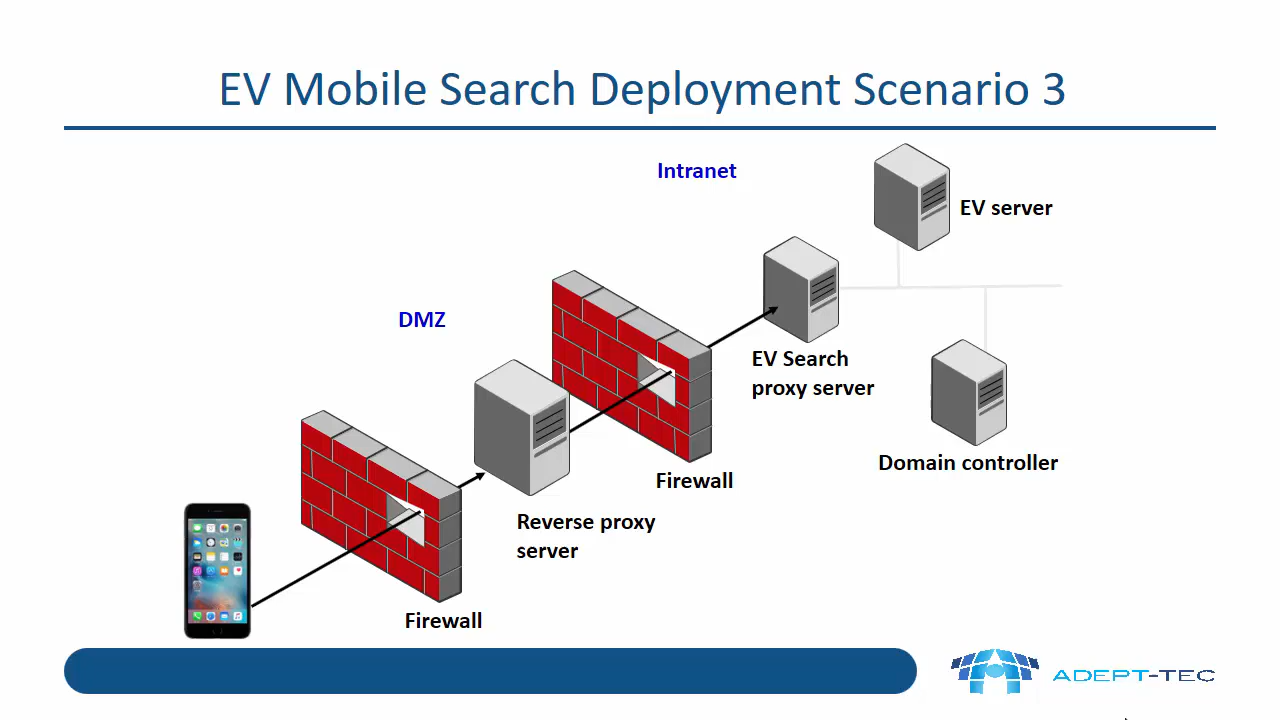 EV Mobile Search Deployment Scenario 3
Intranet
EV server
DMZ
EV Search
proxy server
Domain controller
Firewall
Reverse proxy
server
Firewall
ADEPT-TEC